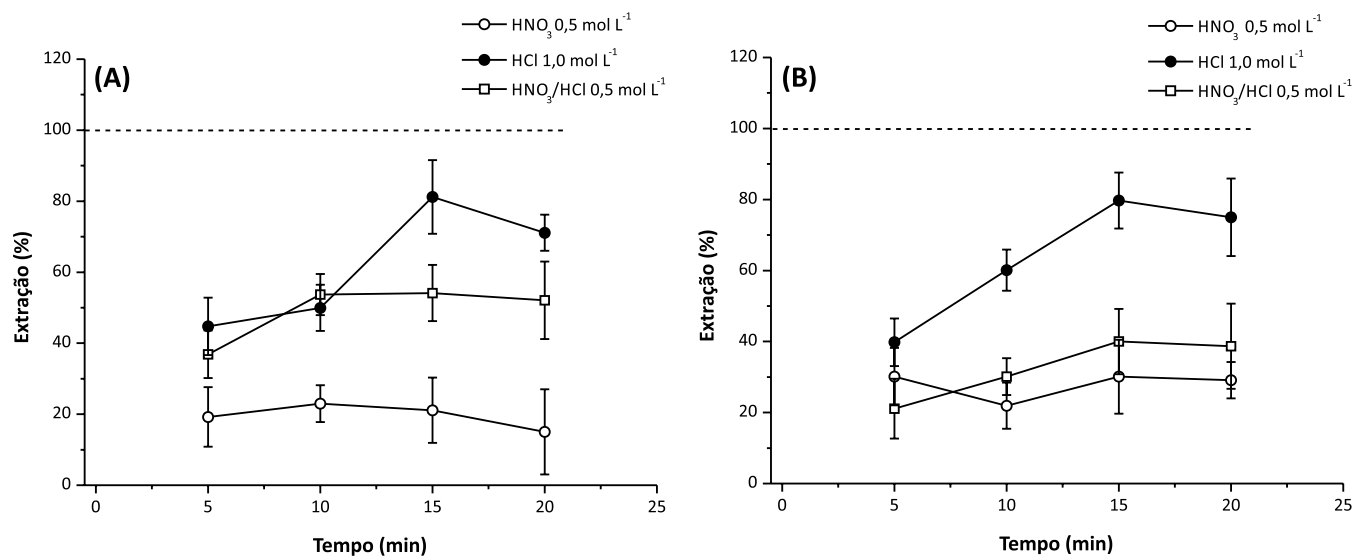 HNO₃ 0,5 mol L⁻¹
HCl 1,0 mol L⁻¹
HNO₃/HCl 0,5 mol L⁻¹
(A)
120
100
80
60
40
20
0
Extração (%)
0 5 10 15 20 25
Tempo (min)
HNO₃ 0,5 mol L⁻¹
HCl 1,0 mol L⁻¹
HNO₃/HCl 0,5 mol L⁻¹
(B)
120
100
80
60
40
20
0
Extração (%)
0 5 10 15 20 25
Tempo (min)